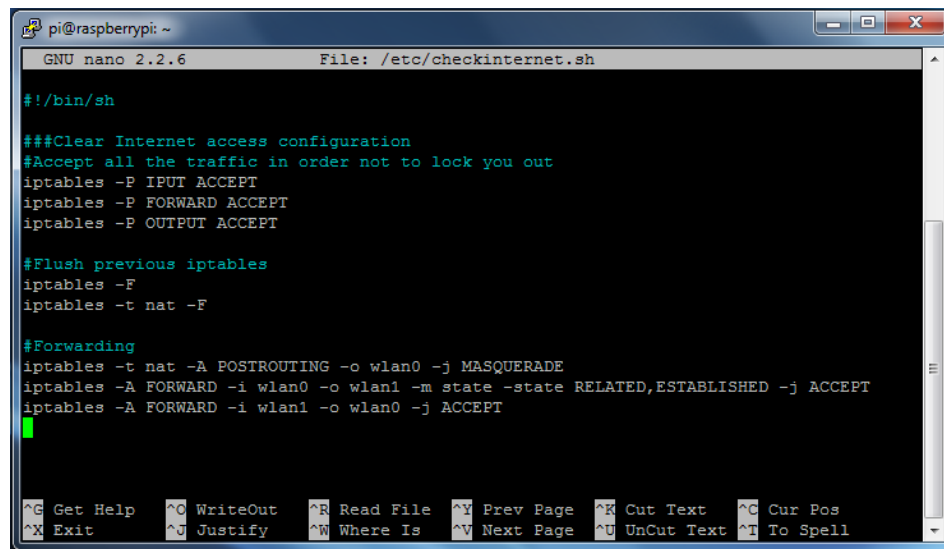 pi@raspberrypi: ~
GNU nano 2.2.6 File: /etc/checkinternet.sh
#!/bin/sh
###Clear Internet access configuration
#Accept all the traffic in order not to lock you out
iptables -P IPUT ACCEPT
iptables -P FORWARD ACCEPT
iptables -P OUTPUT ACCEPT
#Flush previous iptables
iptables -F
iptables -t nat -F
#Forwarding
iptables -t nat -A POSTROUTING -o wlan0 -j MASQUERADE
iptables -A FORWARD -i wlan0 -o wlan1 -m state -state RELATED,ESTABLISHED -j ACCEPT
iptables -A FORWARD -i wlan1 -o wlan0 -j ACCEPT
^G Get Help ^O WriteOut ^R Read File ^Y Prev Page ^K Cut Text ^C Cur Pos
^X Exit ^J Justify ^W Where Is ^V Next Page ^U UnCut Text ^T To Spell